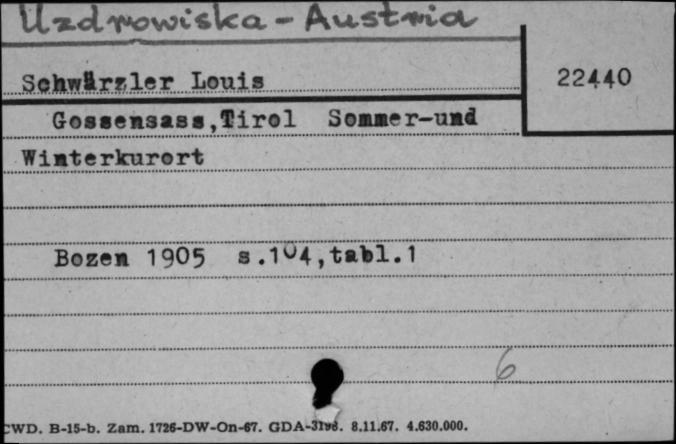 Uzdrowiska - Austria
Schwärzler Louis
22440
Gossensass,Tirol Sommer-und
Winterkurort
Bozen 1905 s.104,tabl.1
6
CWD. B-15-b. Zam. 1726-DW-On-67. GDA-3198. 8.11.67. 4.630.000.